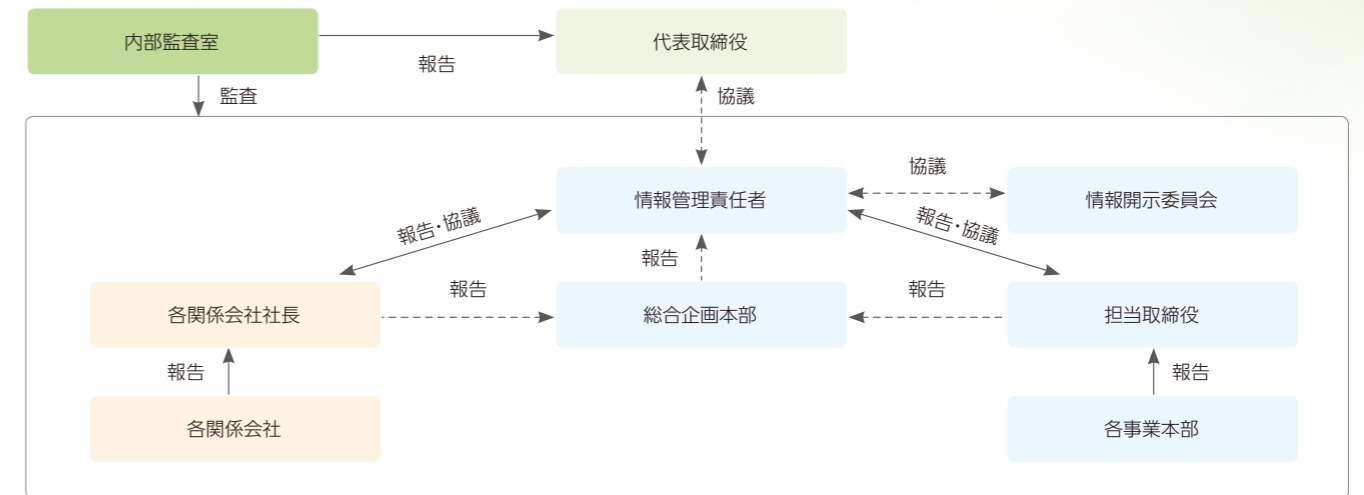 内部監査室
報告
代表取締役
監査
協議
情報管理責任者
協議
情報開示委員会
報告・協議
報告・協議
報告
各関係会社社長
報告
総合企画本部
報告
担当取締役
報告
報告
各関係会社
各事業本部